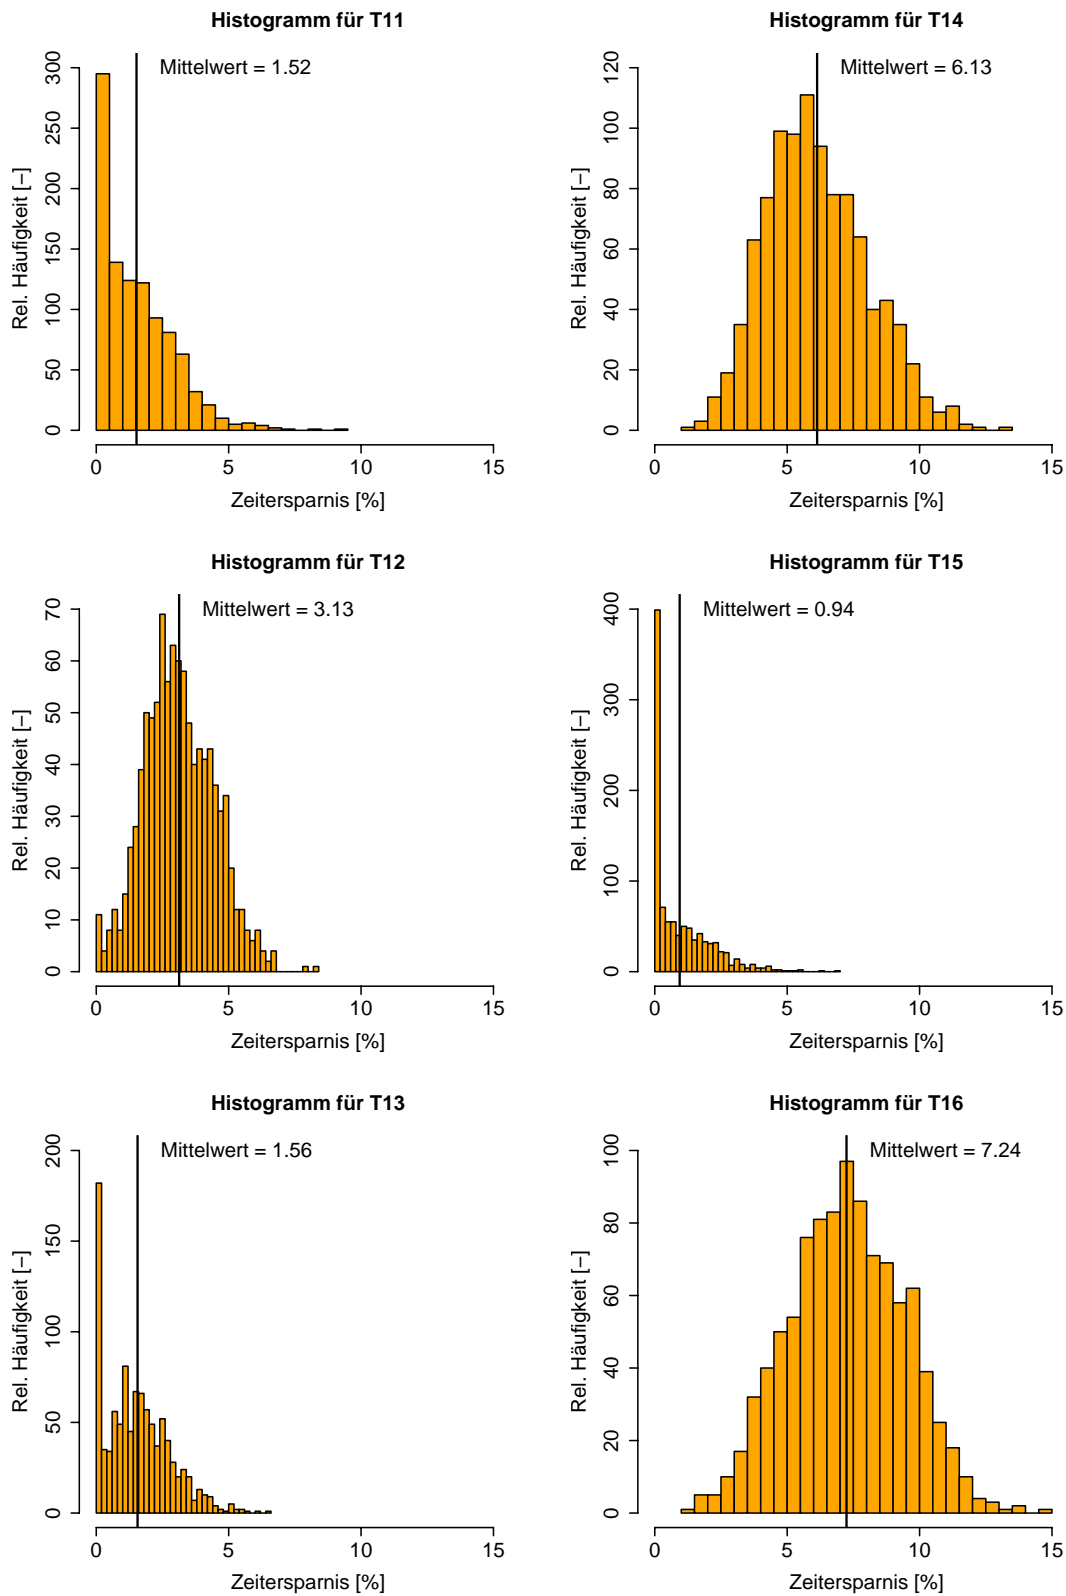 Histogramm für T11
Mittelwert = 1.52
Rel. Häufigkeit [−]
0
50
100
150
200
250
300
0
5
10
15
Zeitersparnis [%]
Histogramm für T14
Mittelwert = 6.13
Rel. Häufigkeit [−]
0
20
40
60
80
100
120
0
5
10
15
Zeitersparnis [%]
Histogramm für T12
Mittelwert = 3.13
Rel. Häufigkeit [−]
0
10
20
30
40
50
60
70
0
5
10
15
Zeitersparnis [%]
Histogramm für T15
Mittelwert = 0.94
Rel. Häufigkeit [−]
0
100
200
300
400
0
5
10
15
Zeitersparnis [%]
Histogramm für T13
Mittelwert = 1.56
Rel. Häufigkeit [−]
0
50
100
150
200
0
5
10
15
Zeitersparnis [%]
Histogramm für T16
Mittelwert = 7.24
Rel. Häufigkeit [−]
0
20
40
60
80
100
0
5
10
15
Zeitersparnis [%]